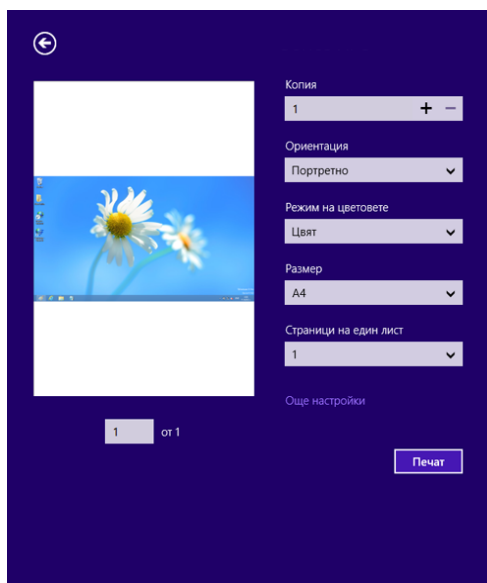 Копия
1
Ориентация
Портретно
Режим на цветовете
Цвят
Размер
A4
Страници на един лист
1
Още настройки
1 от 1
Печат